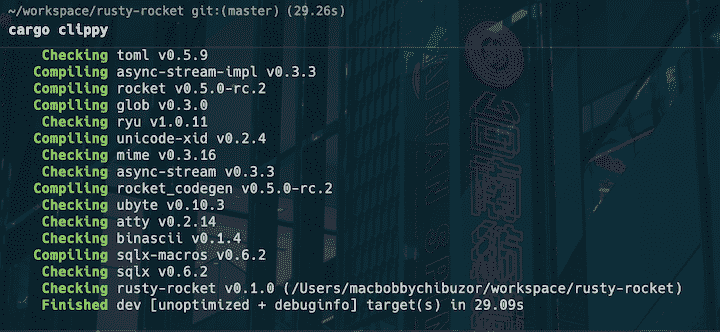 ~/workspace/rusty-rocket git:(master) (29.26s)
cargo clippy
Checking toml v0.5.9
Compiling async-stream-impl v0.3.3
Compiling rocket v0.5.0-rc.2
Compiling glob v0.3.0
Checking ryu v1.0.11
Compiling unicode-xid v0.2.4
Checking mime v0.3.16
Checking async-stream v0.3.3
Compiling rocket_codegen v0.5.0-rc.2
Checking ubyte v0.10.3
Checking atty v0.2.14
Checking binascii v0.1.4
Compiling sqlx-macros v0.6.2
Checking sqlx v0.6.2
Checking rusty-rocket v0.1.0 (/Users/macbobbychibuzor/workspace/rusty-rocket)
Finished dev [unoptimized + debuginfo] target(s) in 29.09s